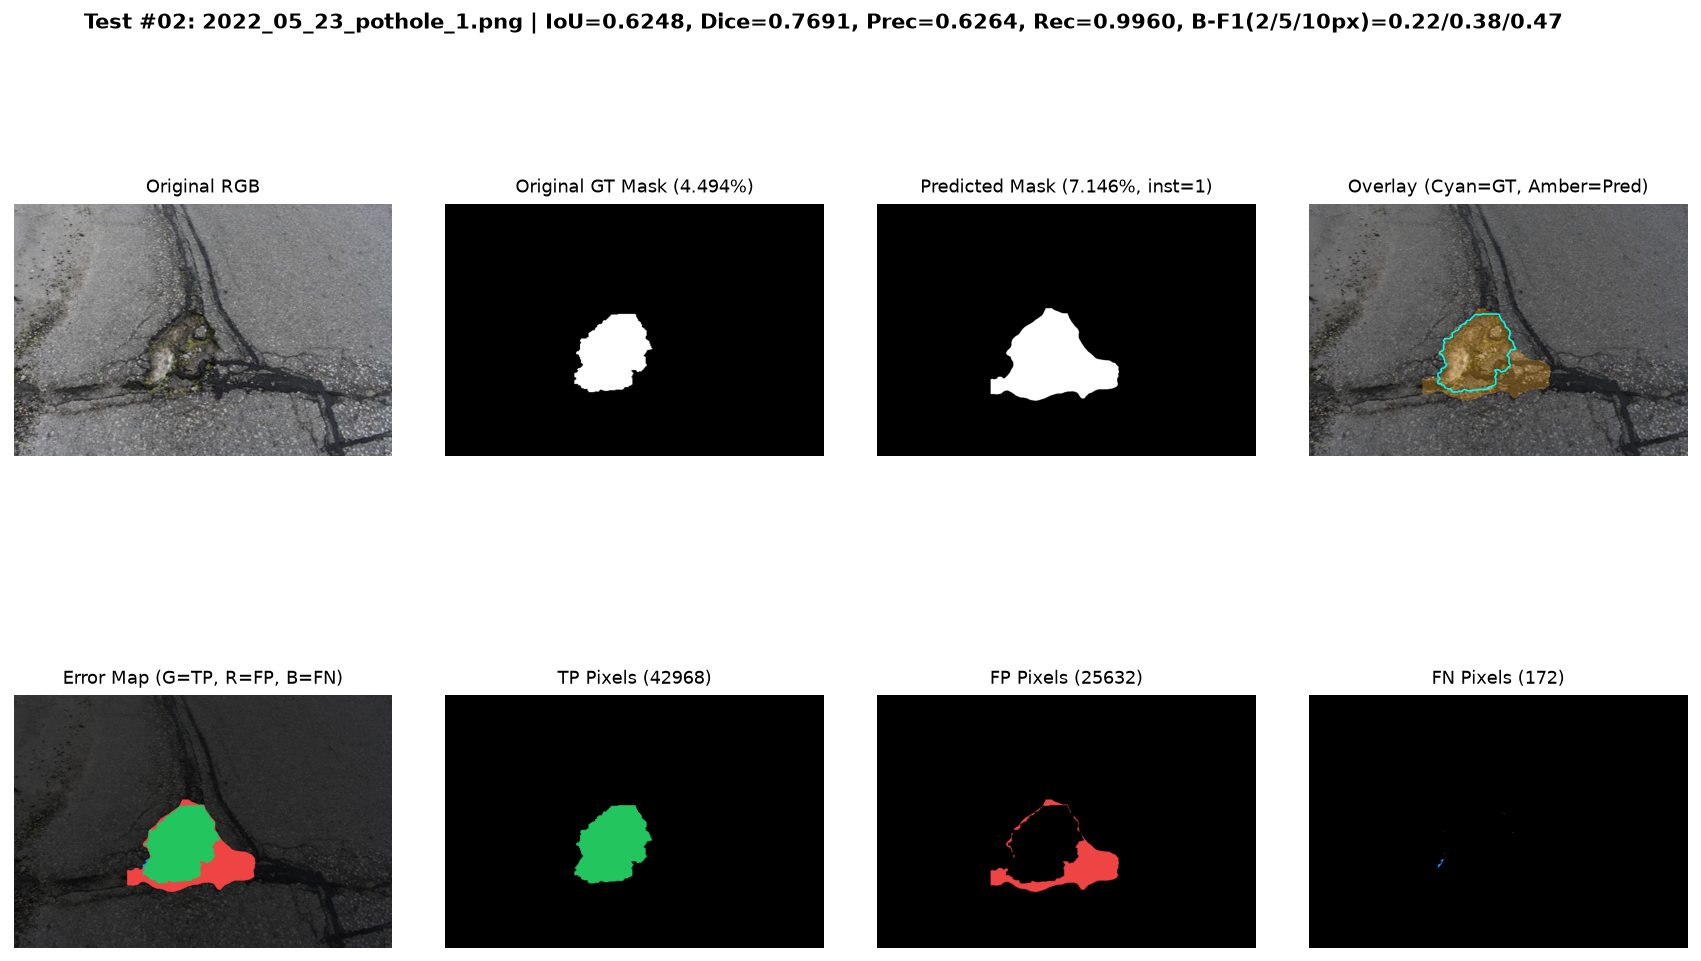 Test #02: 2022_05_23_pothole_1.png | IoU=0.6248, Dice=0.7691, Prec=0.6264, Rec=0.9960, B-F1(2/5/10px)=0.22/0.38/0.47
Original RGB
Original GT Mask (4.494%)
Predicted Mask (7.146%, inst=1)
Overlay (Cyan=GT, Amber=Pred)
Error Map (G=TP, R=FP, B=FN)
TP Pixels (42968)
FP Pixels (25632)
FN Pixels (172)